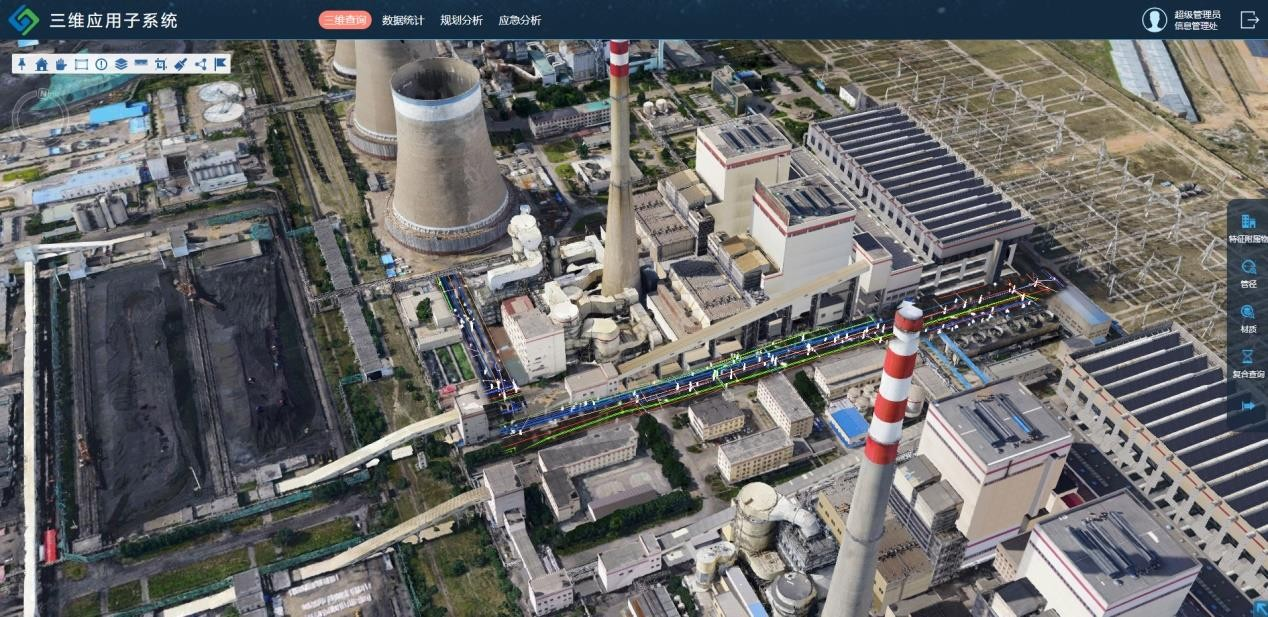 三维应用子系统
三维查询 数据统计 规划分析 应急分析
超级管理员
信息管理处
特征附属物
管径
材质
复合查询